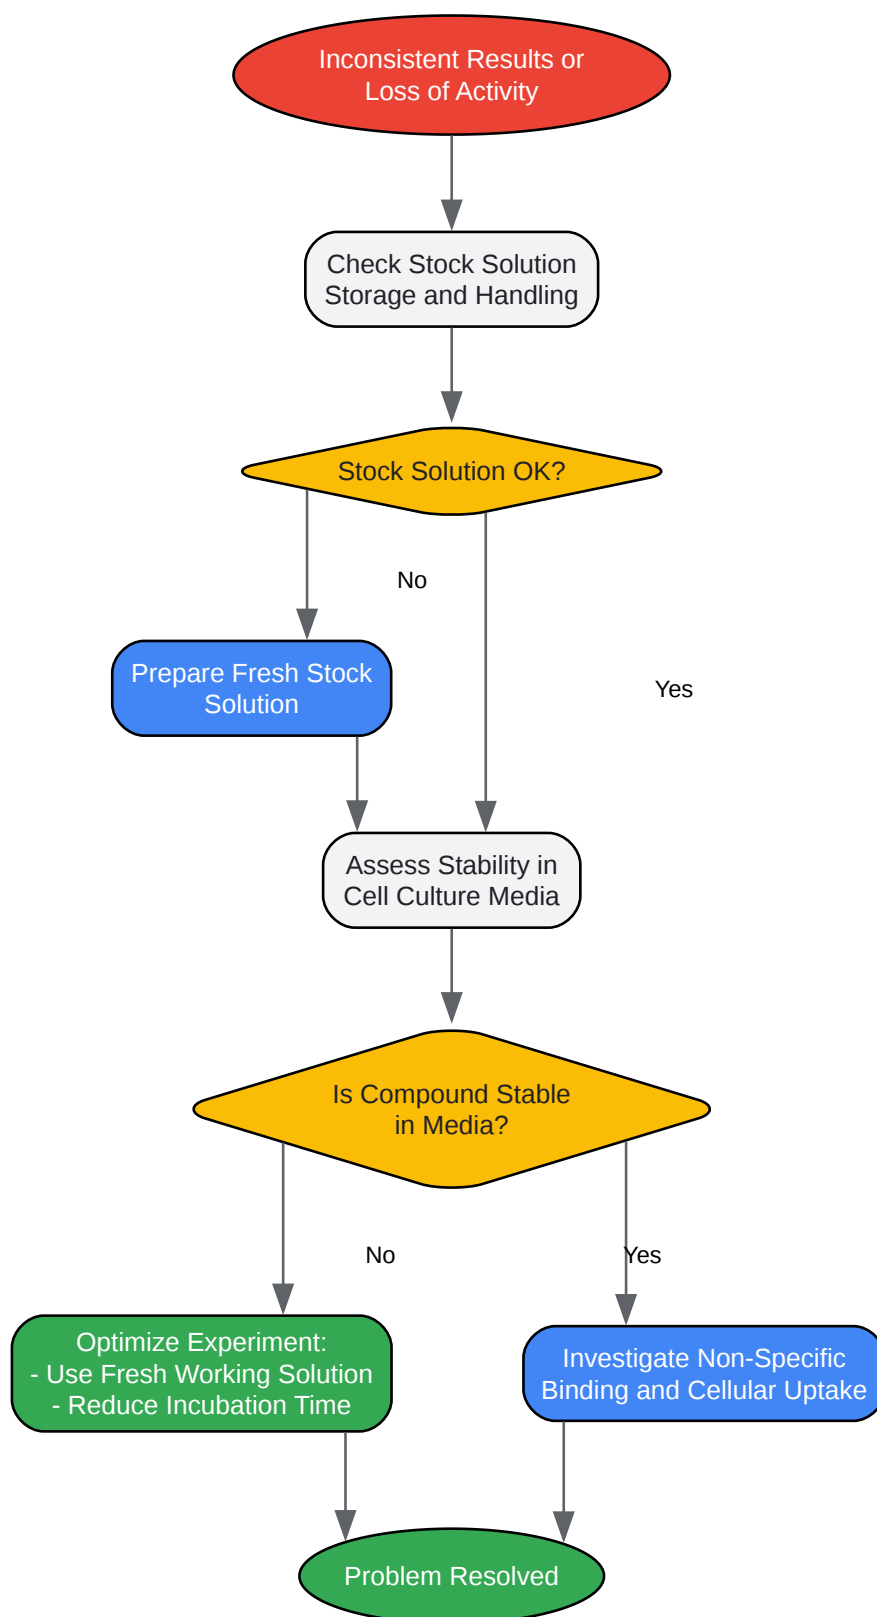 Inconsistent Results or
Loss of Activity
Check Stock Solution
Storage and Handling
Stock Solution OK?
No
Prepare Fresh Stock
Solution
Yes
Assess Stability in
Cell Culture Media
Is Compound Stable
in Media?
No
Yes
Optimize Experiment:
- Use Fresh Working Solution
- Reduce Incubation Time
Investigate Non-Specific
Binding and Cellular Uptake
Problem Resolved